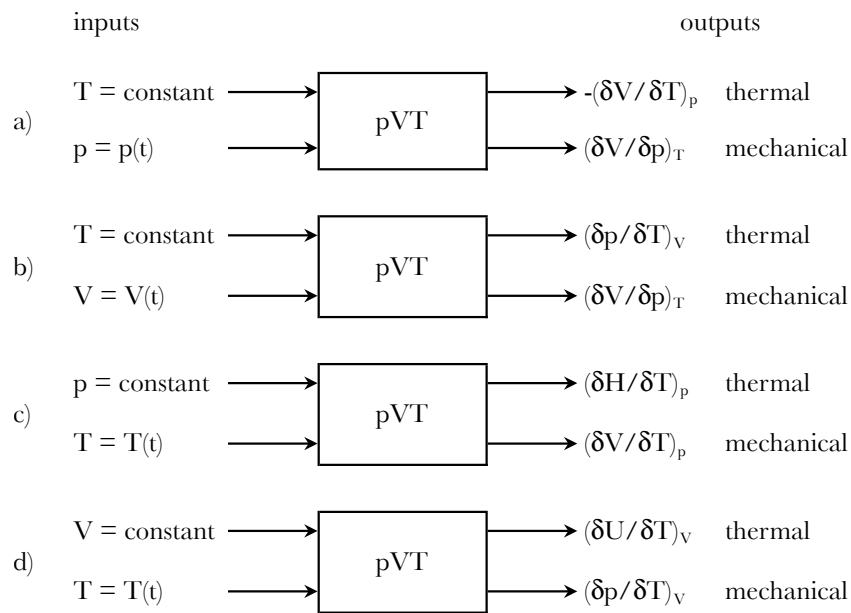 inputs outputs
T = constant -(δV/δT)p thermal
a) pVT
p = p(t) (δV/δp)T mechanical
T = constant (δp/δT)V thermal
b) pVT
V = V(t) (δV/δp)T mechanical
p = constant (δH/δT)p thermal
c) pVT
T = T(t) (δV/δT)p mechanical
V = constant (δU/δT)V thermal
d) pVT
T = T(t) (δp/δT)V mechanical